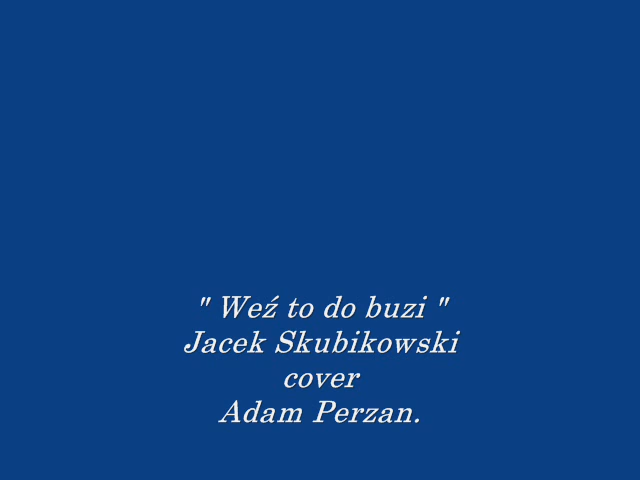 " Weź to do buzi "
Jacek Skubikowski
cover
Adam Perzan.